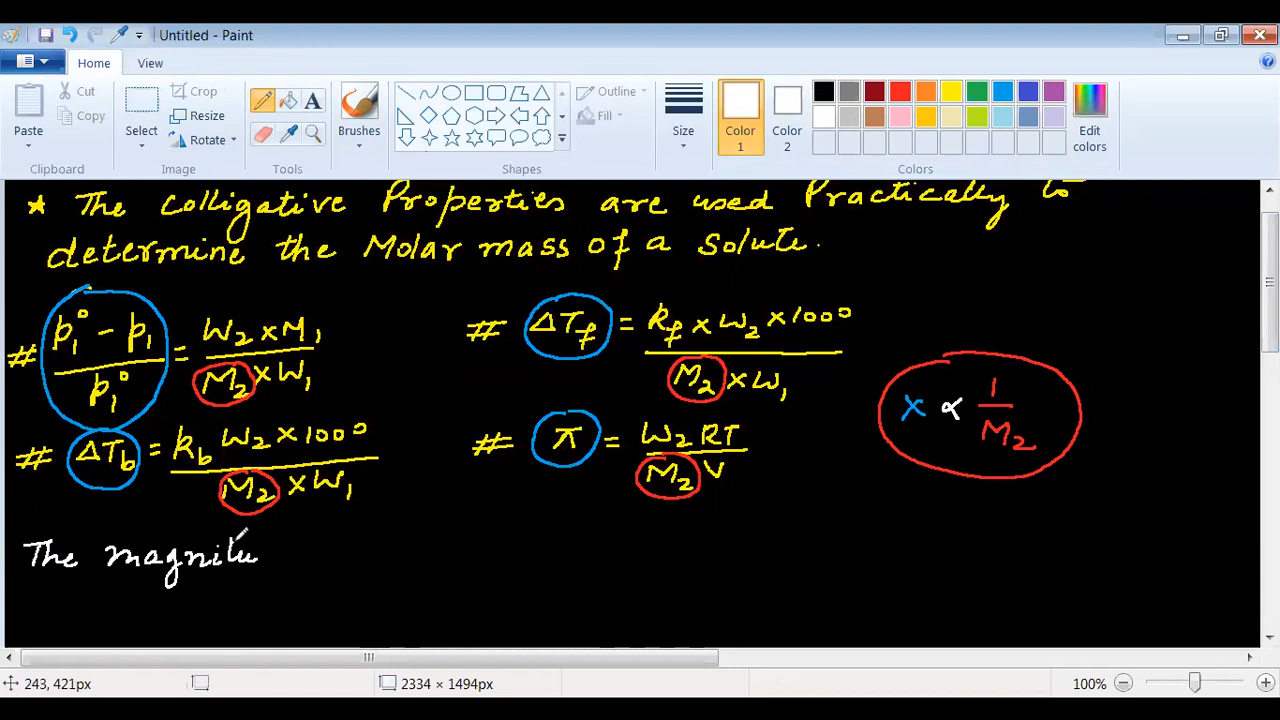 Untitled - Paint
Home View
Paste
Cut
Copy
Clipboard
Select
Crop
Resize
Rotate
Image
Tools
Brushes
Shapes
Outline
Fill
Size
Color 1
Color 2
Edit colors
Colors
★ The colligative Properties are used Practically to
determine the Molar mass of a solute.
# (p₁° - p₁)/p₁° = (W₂ × M₁)/(M₂ × W₁)
# ΔT_f = (k_f × W₂ × 1000)/(M₂ × W₁)
x ∝ 1/M₂
# ΔT_b = (k_b W₂ × 1000)/(M₂ × W₁)
# π = (W₂ RT)/(M₂ V)
The magnitu
243, 421px
2334 × 1494px
100%